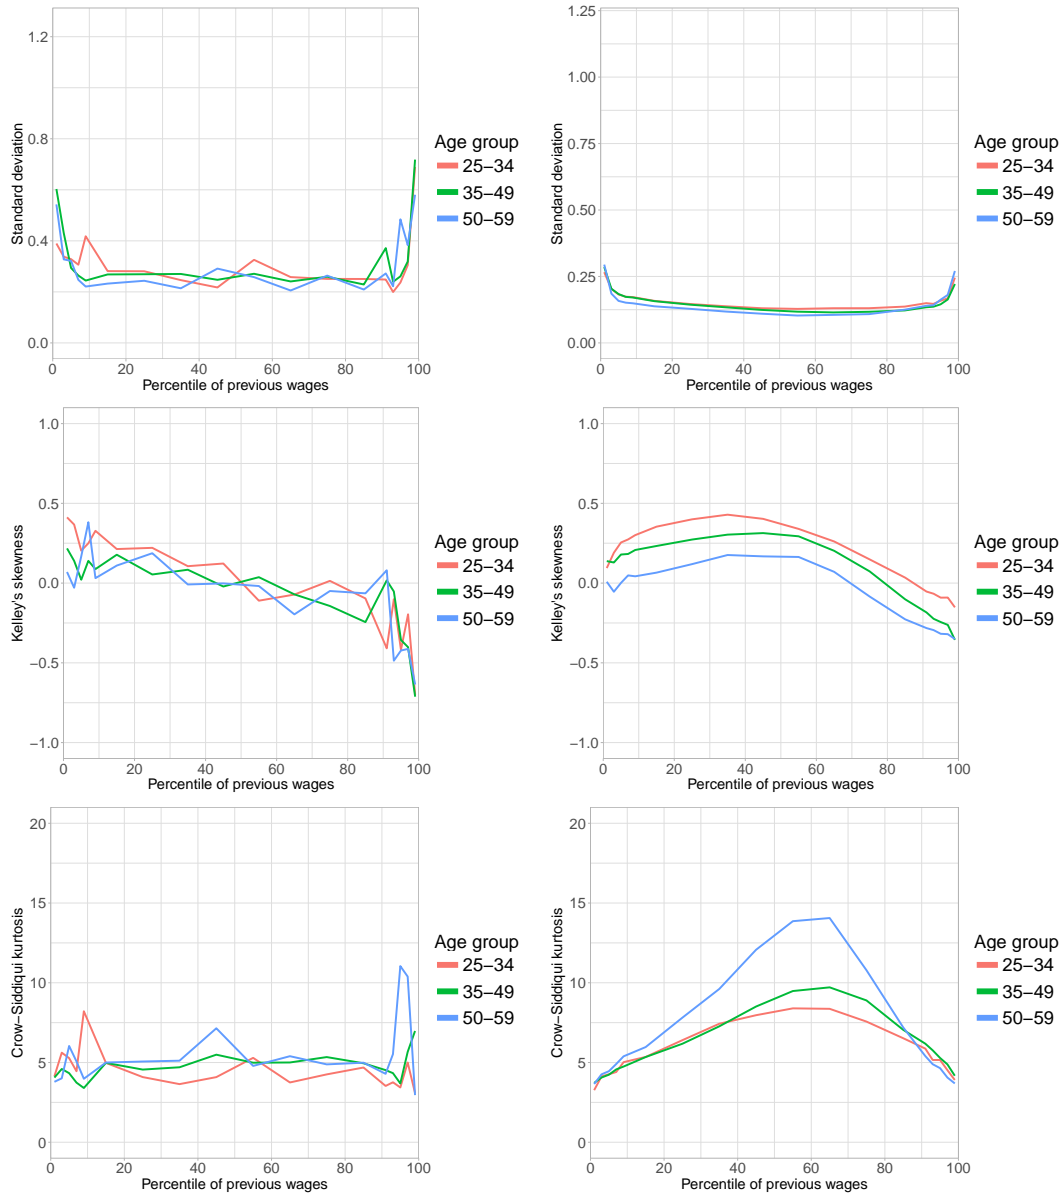 1.2
0.8
0.4
0.0
Standard deviation
0 20 40 60 80 100
Percentile of previous wages
Age group
25−34
35−49
50−59
1.25
1.00
0.75
0.50
0.25
0.00
Standard deviation
0 20 40 60 80 100
Percentile of previous wages
Age group
25−34
35−49
50−59
1.0
0.5
0.0
−0.5
−1.0
Kelley's skewness
0 20 40 60 80 100
Percentile of previous wages
Age group
25−34
35−49
50−59
1.0
0.5
0.0
−0.5
−1.0
Kelley's skewness
0 20 40 60 80 100
Percentile of previous wages
Age group
25−34
35−49
50−59
20
15
10
5
0
Crow−Siddiqui kurtosis
0 20 40 60 80 100
Percentile of previous wages
Age group
25−34
35−49
50−59
20
15
10
5
0
Crow−Siddiqui kurtosis
0 20 40 60 80 100
Percentile of previous wages
Age group
25−34
35−49
50−59